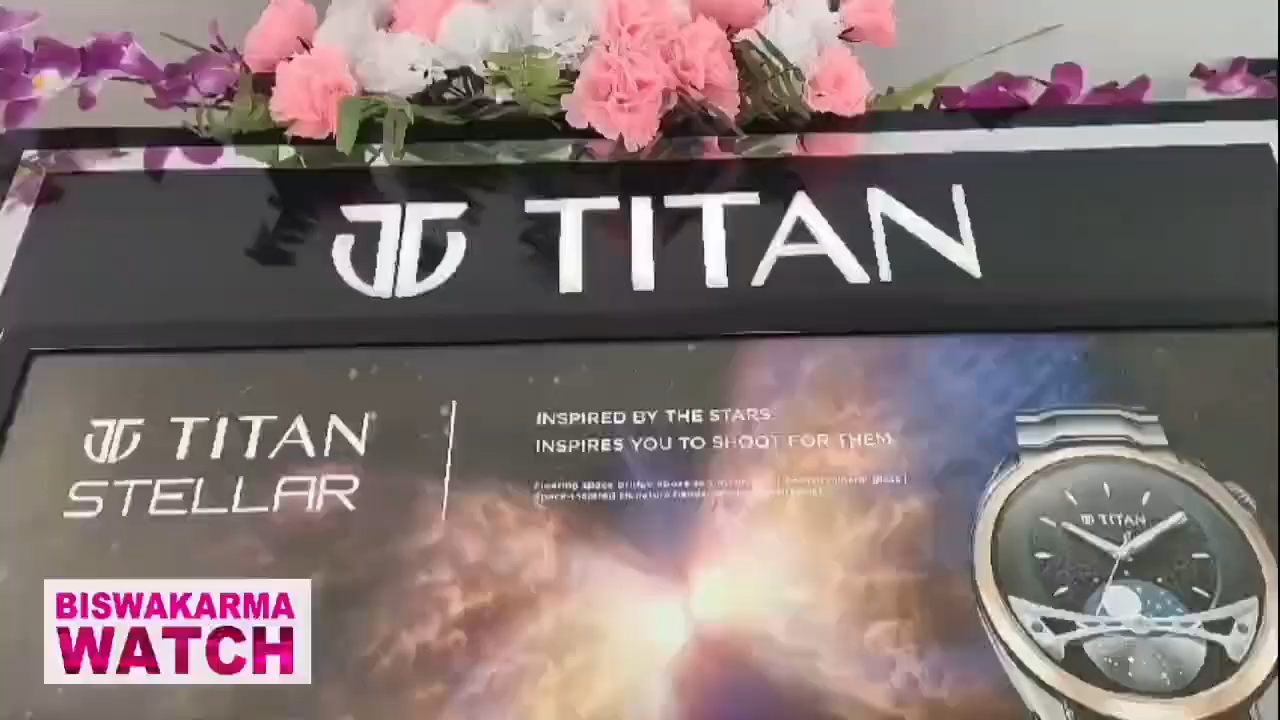 TITAN
TITAN
STELLAR
INSPIRED BY THE STARS
INSPIRES YOU TO SHOOT FOR THEM
TITAN
BISWAKARMA
WATCH